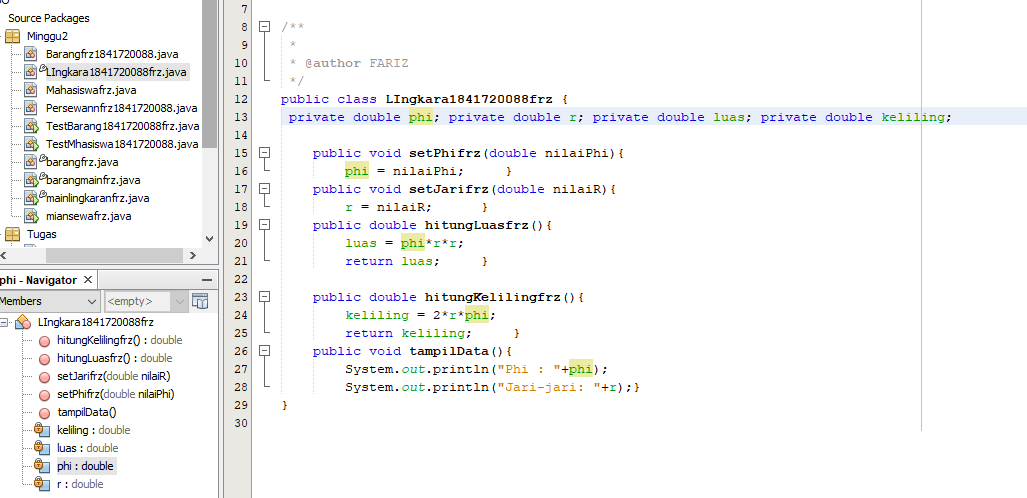 Source Packages
Minggu2
Barangfrz1841720088.java
LIngkara1841720088frz.java
Mahasiswafrz.java
Persewannfrz1841720088.java
TestBarang1841720088frz.java
TestMhasiswa1841720088.java
barangfrz.java
barangmainfrz.java
mainlingkaranfrz.java
miansewafrz.java
Tugas
phi - Navigator
Members
<empty>
LIngkara1841720088frz
hitungKelilingfrz() : double
hitungLuasfrz() : double
setJarifrz(double nilaiR)
setPhifrz(double nilaiPhi)
tampilData()
keliling : double
luas : double
phi : double
r : double
7
8 /**
9 *
10 * @author FARIZ
11 */
12 public class LIngkara1841720088frz {
13 private double phi; private double r; private double luas; private double keliling;
14
15 public void setPhifrz(double nilaiPhi){
16 phi = nilaiPhi; }
17 public void setJarifrz(double nilaiR){
18 r = nilaiR; }
19 public double hitungLuasfrz(){
20 luas = phi*r*r;
21 return luas; }
22
23 public double hitungKelilingfrz(){
24 keliling = 2*r*phi;
25 return keliling; }
26 public void tampilData(){
27 System.out.println("Phi : "+phi);
28 System.out.println("Jari-jari: "+r);}
29 }
30